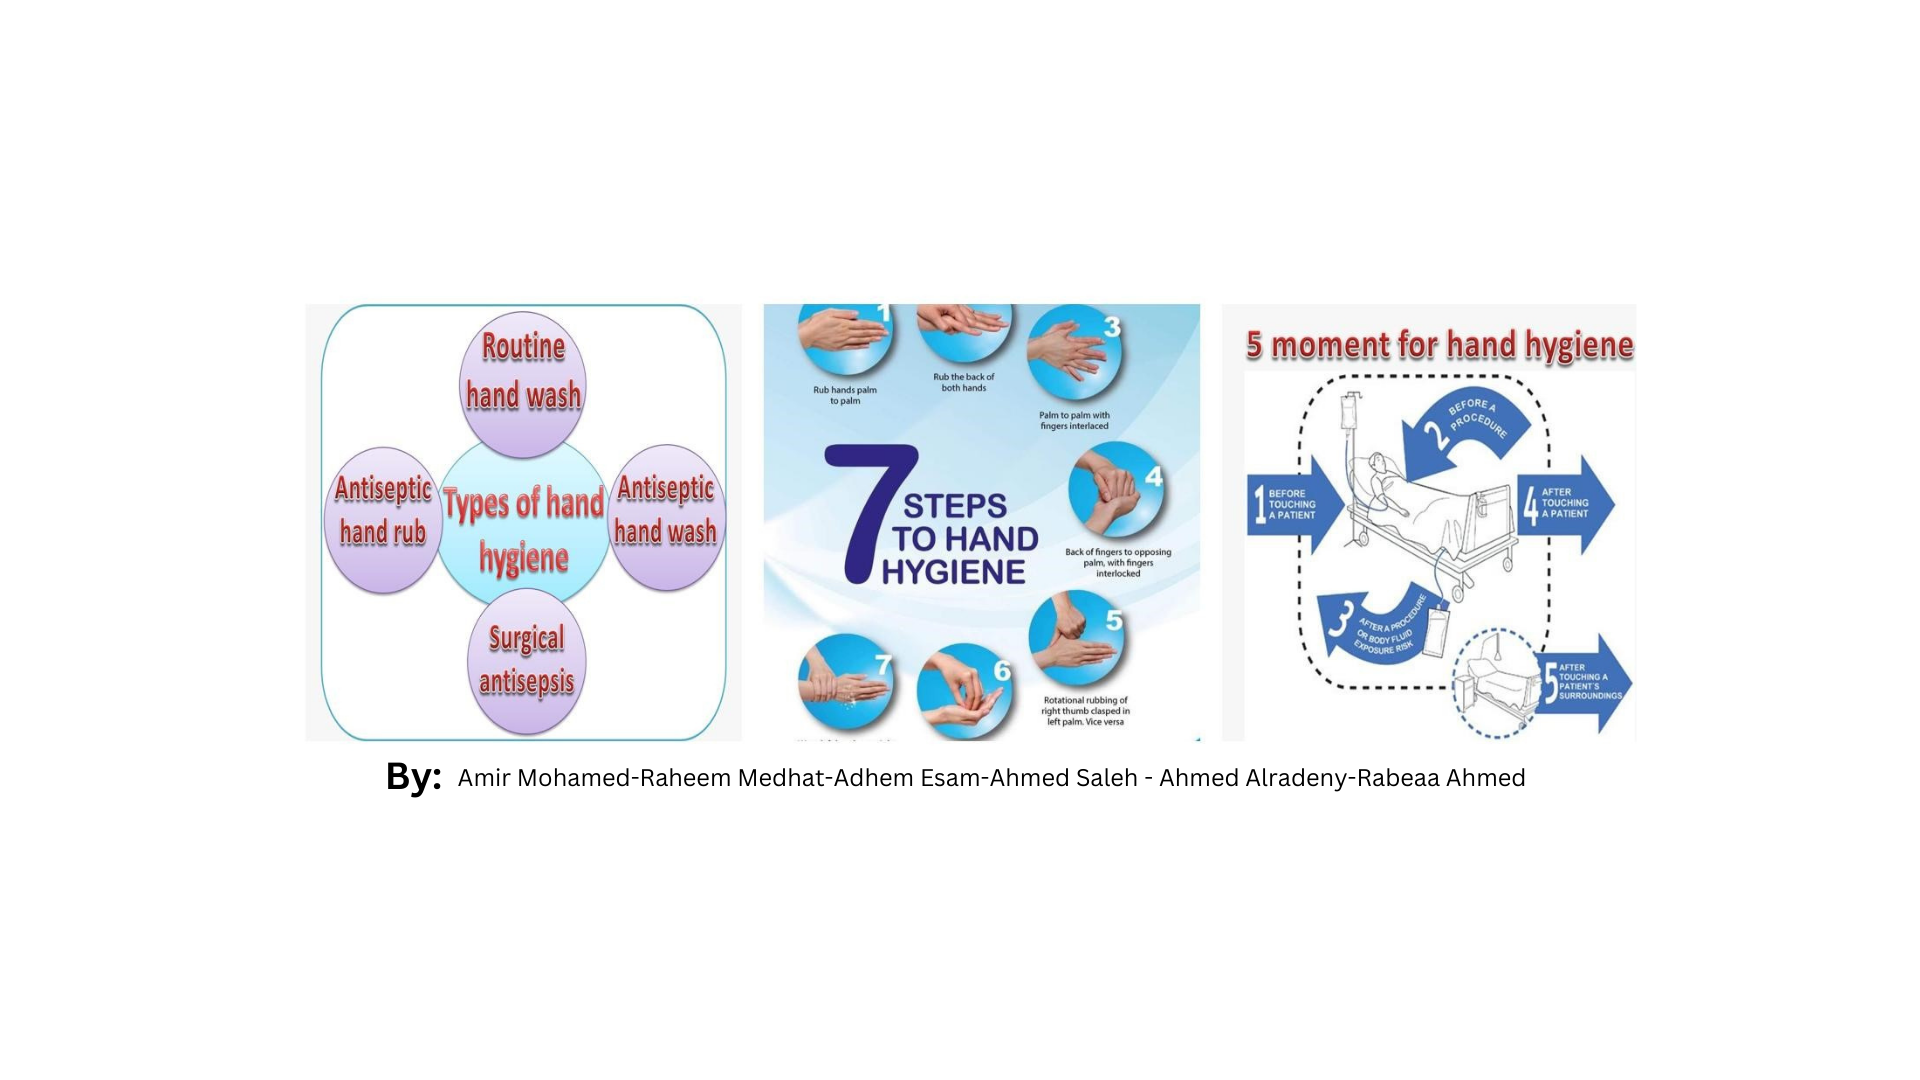 Routine
hand wash
Antiseptic
hand rub
Types of hand
hygiene
Antiseptic
hand wash
Surgical
antisepsis
1
Rub hands palm
to palm
Rub the back of
both hands
3
Palm to palm with
fingers interlaced
7 STEPS
TO HAND
HYGIENE
4
Back of fingers to opposing
palm, with fingers
interlocked
5
Rotational rubbing of
right thumb clasped in
left palm. Vice versa
6
7
5 moment for hand hygiene
1 BEFORE
TOUCHING
A PATIENT
2 BEFORE A
PROCEDURE
3 AFTER A PROCEDURE
OR BODY FLUID
EXPOSURE RISK
4 AFTER
TOUCHING
A PATIENT
5 AFTER
TOUCHING A
PATIENT'S
SURROUNDINGS
By: Amir Mohamed-Raheem Medhat-Adhem Esam-Ahmed Saleh - Ahmed Alradeny-Rabeaa Ahmed